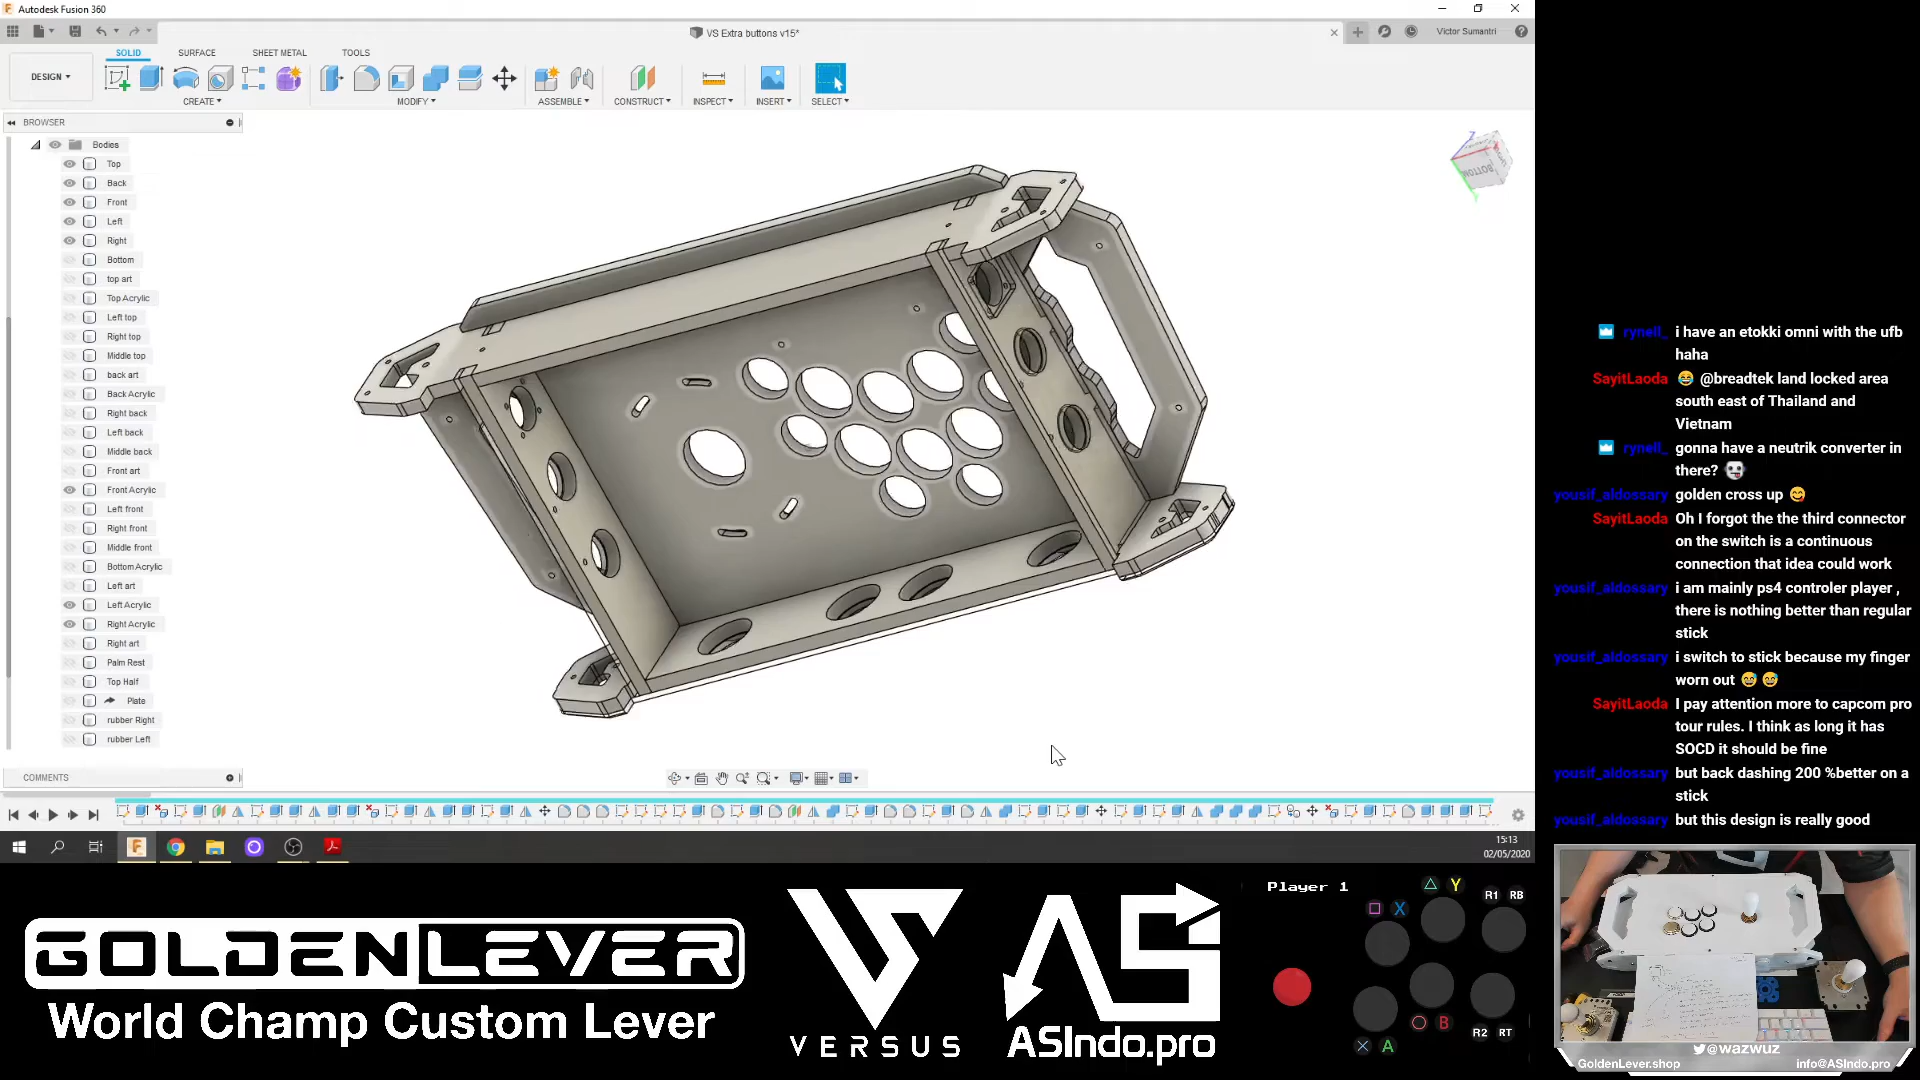 Autodesk Fusion 360
VS Extra buttons v15*
Victor Sumantri
SOLID
SURFACE
SHEET METAL
TOOLS
DESIGN
CREATE
MODIFY
ASSEMBLE
CONSTRUCT
INSPECT
INSERT
SELECT
BROWSER
Bodies
Top
Back
Front
Left
Right
Bottom
top art
Top Acrylic
Left top
Right top
Middle top
back art
Back Acrylic
Right back
Left back
Middle back
Front art
Front Acrylic
Left front
Right front
Middle front
Bottom Acrylic
Left art
Left Acrylic
Right Acrylic
Right art
Palm Rest
Top Half
Plate
rubber Right
rubber Left
COMMENTS
Z
BOTTOM
15:13
02/05/2020
rynell_ i have an etokki omni with the ufb
haha
SayitLaoda 😂 @breadtek land locked area
south east of Thailand and
Vietnam
rynell_ gonna have a neutrik converter in
there? 👻
yousif_aldossary golden cross up 😋
SayitLaoda Oh I forgot the the third connector
on the switch is a continuous
connection that idea could work
yousif_aldossary i am mainly ps4 controler player ,
there is nothing better than regular
stick
yousif_aldossary i switch to stick because my finger
worn out 😅 😅
SayitLaoda I pay attention more to capcom pro
tour rules. I think as long it has
SOCD it should be fine
yousif_aldossary but back dashing 200 %better on a
stick
yousif_aldossary but this design is really good
GOLDENLEVER
World Champ Custom Lever
VERSUS
AS
ASIndo.pro
Player 1
Y
R1 RB
X
B
R2 RT
A
@wazwuz
GoldenLever.shop
info@ASIndo.pro